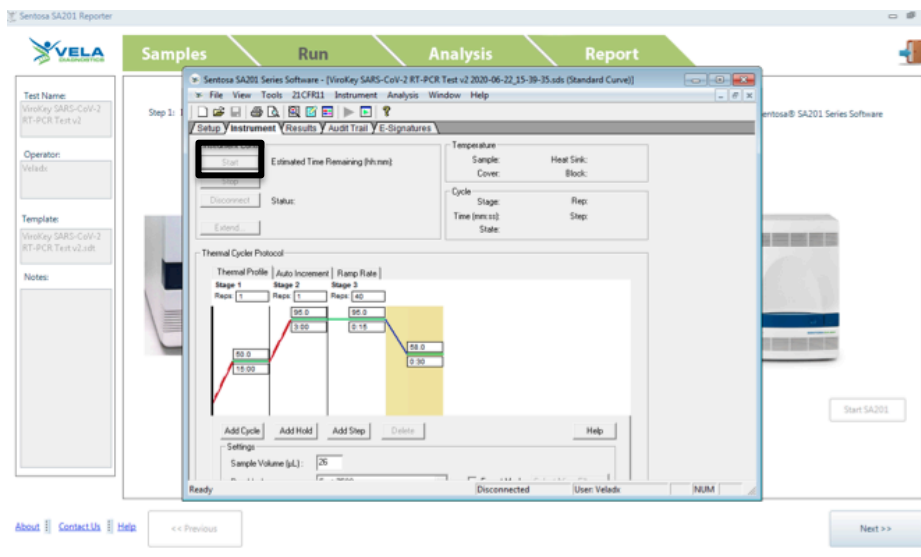 Sentosa SA201 Reporter
VELA
DIAGNOSTICS
Samples
Run
Analysis
Report
Test Name:
ViroKey SARS-CoV-2
RT-PCR Test v2
Operator:
Veladx
Template:
ViroKey SARS-CoV-2
RT-PCR Test v2.sdt
Notes:
Step 1:
entosa® SA201 Series Software
Sentosa SA201 Series Software - [ViroKey SARS-CoV-2 RT-PCR Test v2 2020-06-22_15-39-35.sds (Standard Curve)]
File View Tools 21CFR11 Instrument Analysis Window Help
Setup Instrument Results Audit Trail E-Signatures
Start
Estimated Time Remaining (hh:mm):
Stop
Disconnect
Status:
Extend...
Temperature
Sample: Heat Sink:
Cover: Block:
Cycle
Stage: Rep:
Time (mm:ss): Step:
State:
Thermal Cycler Protocol
Thermal Profile Auto Increment Ramp Rate
Stage 1 Stage 2 Stage 3
Reps: 1 Reps: 1 Reps: 40
95.0 95.0
3:00 0:15
50.0 58.0
15:00 0:30
Add Cycle Add Hold Add Step Delete Help
Settings
Sample Volume (µL): 26
Ready Disconnected User: Veladx NUM
Start SA201
About Contact Us Help
<< Previous
Next >>